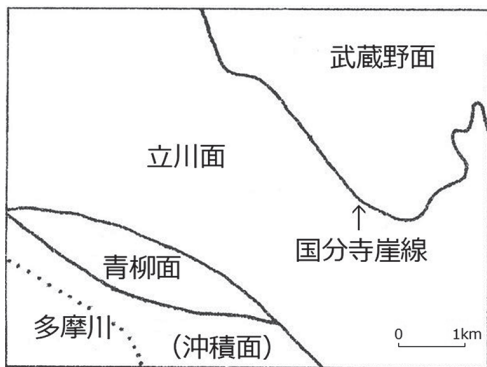 武蔵野面
立川面
国分寺崖線
青柳面
多摩川
（沖積面）
0 1km